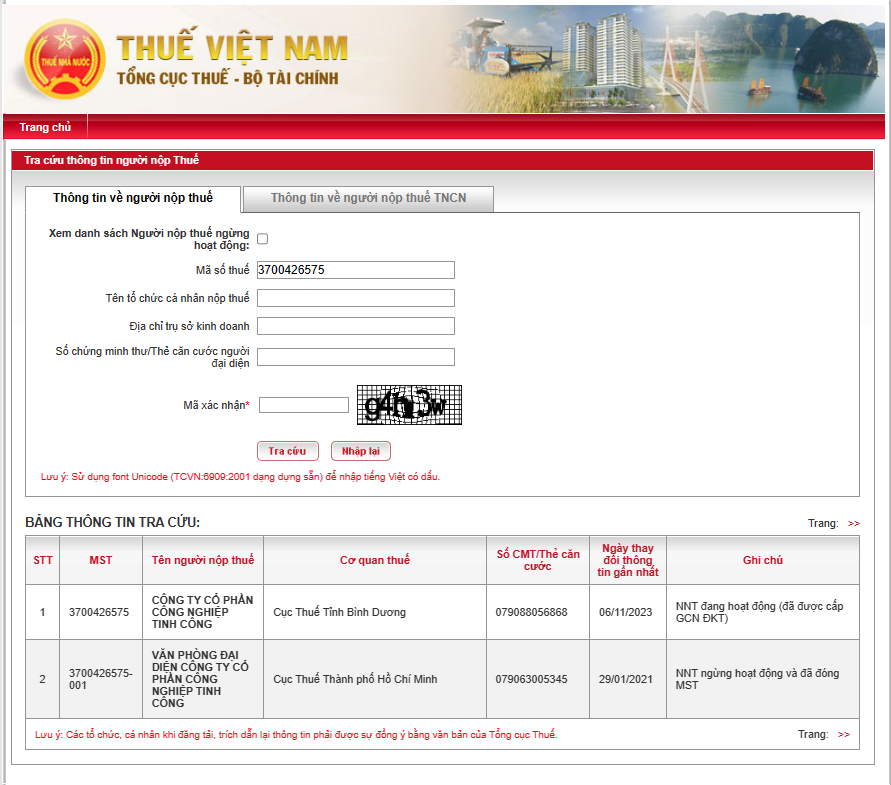 THUẾ NHÀ NƯỚC
THUẾ VIỆT NAM
TỔNG CỤC THUẾ - BỘ TÀI CHÍNH
Trang chủ
Tra cứu thông tin người nộp Thuế
Thông tin về người nộp thuế
Thông tin về người nộp thuế TNCN
Xem danh sách Người nộp thuế ngừng
hoạt động:
Mã số thuế 3700426575
Tên tổ chức cá nhân nộp thuế
Địa chỉ trụ sở kinh doanh
Số chứng minh thư/Thẻ căn cước người
đại diện
Mã xác nhận*
Tra cứu
Nhập lại
Lưu ý: Sử dụng font Unicode (TCVN:6909:2001 dạng dựng sẵn) để nhập tiếng Việt có dấu.
BẢNG THÔNG TIN TRA CỨU:
Trang: >>
STT
MST
Tên người nộp thuế
Cơ quan thuế
Số CMT/Thẻ căn
cước
Ngày thay
đổi thông
tin gần nhất
Ghi chú
1
3700426575
CÔNG TY CỔ PHẦN
CÔNG NGHIỆP
TINH CÔNG
Cục Thuế Tỉnh Bình Dương
079088056868
06/11/2023
NNT đang hoạt động (đã được cấp
GCN ĐKT)
2
3700426575-
001
VĂN PHÒNG ĐẠI
DIỆN CÔNG TY CỔ
PHẦN CÔNG
NGHIỆP TINH
CÔNG
Cục Thuế Thành phố Hồ Chí Minh
079063005345
29/01/2021
NNT ngừng hoạt động và đã đóng
MST
Lưu ý: Các tổ chức, cá nhân khi đăng tải, trích dẫn lại thông tin phải được sự đồng ý bằng văn bản của Tổng cục Thuế.
Trang: >>